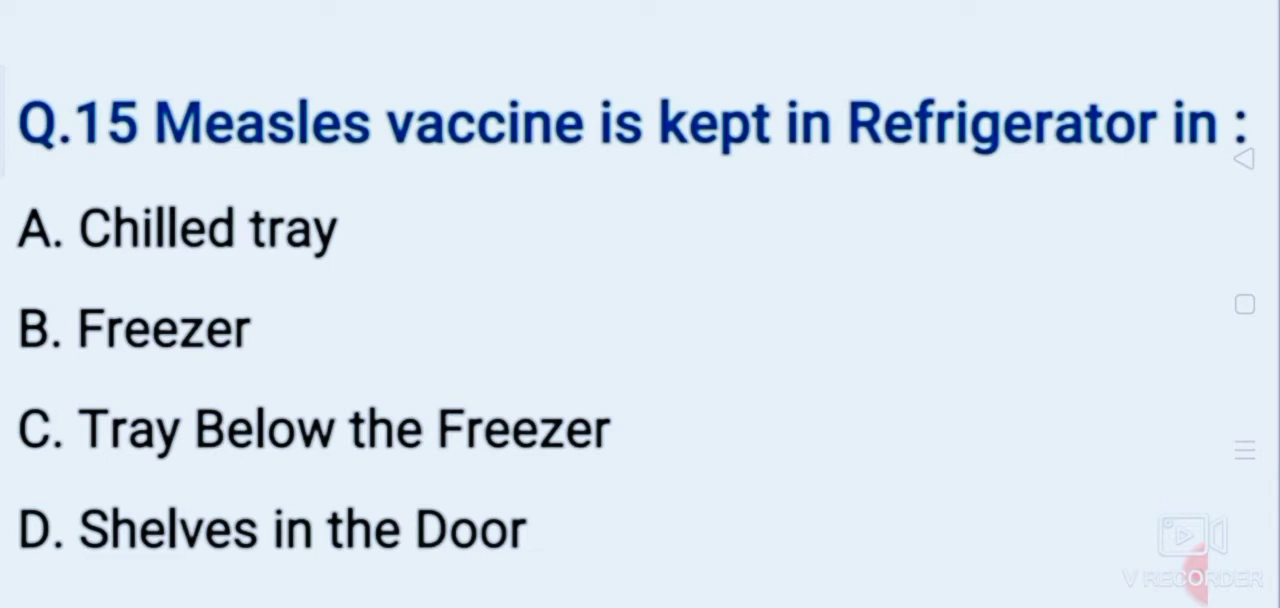 Q.15 Measles vaccine is kept in Refrigerator in :
A. Chilled tray
B. Freezer
C. Tray Below the Freezer
D. Shelves in the Door
V RECORDER